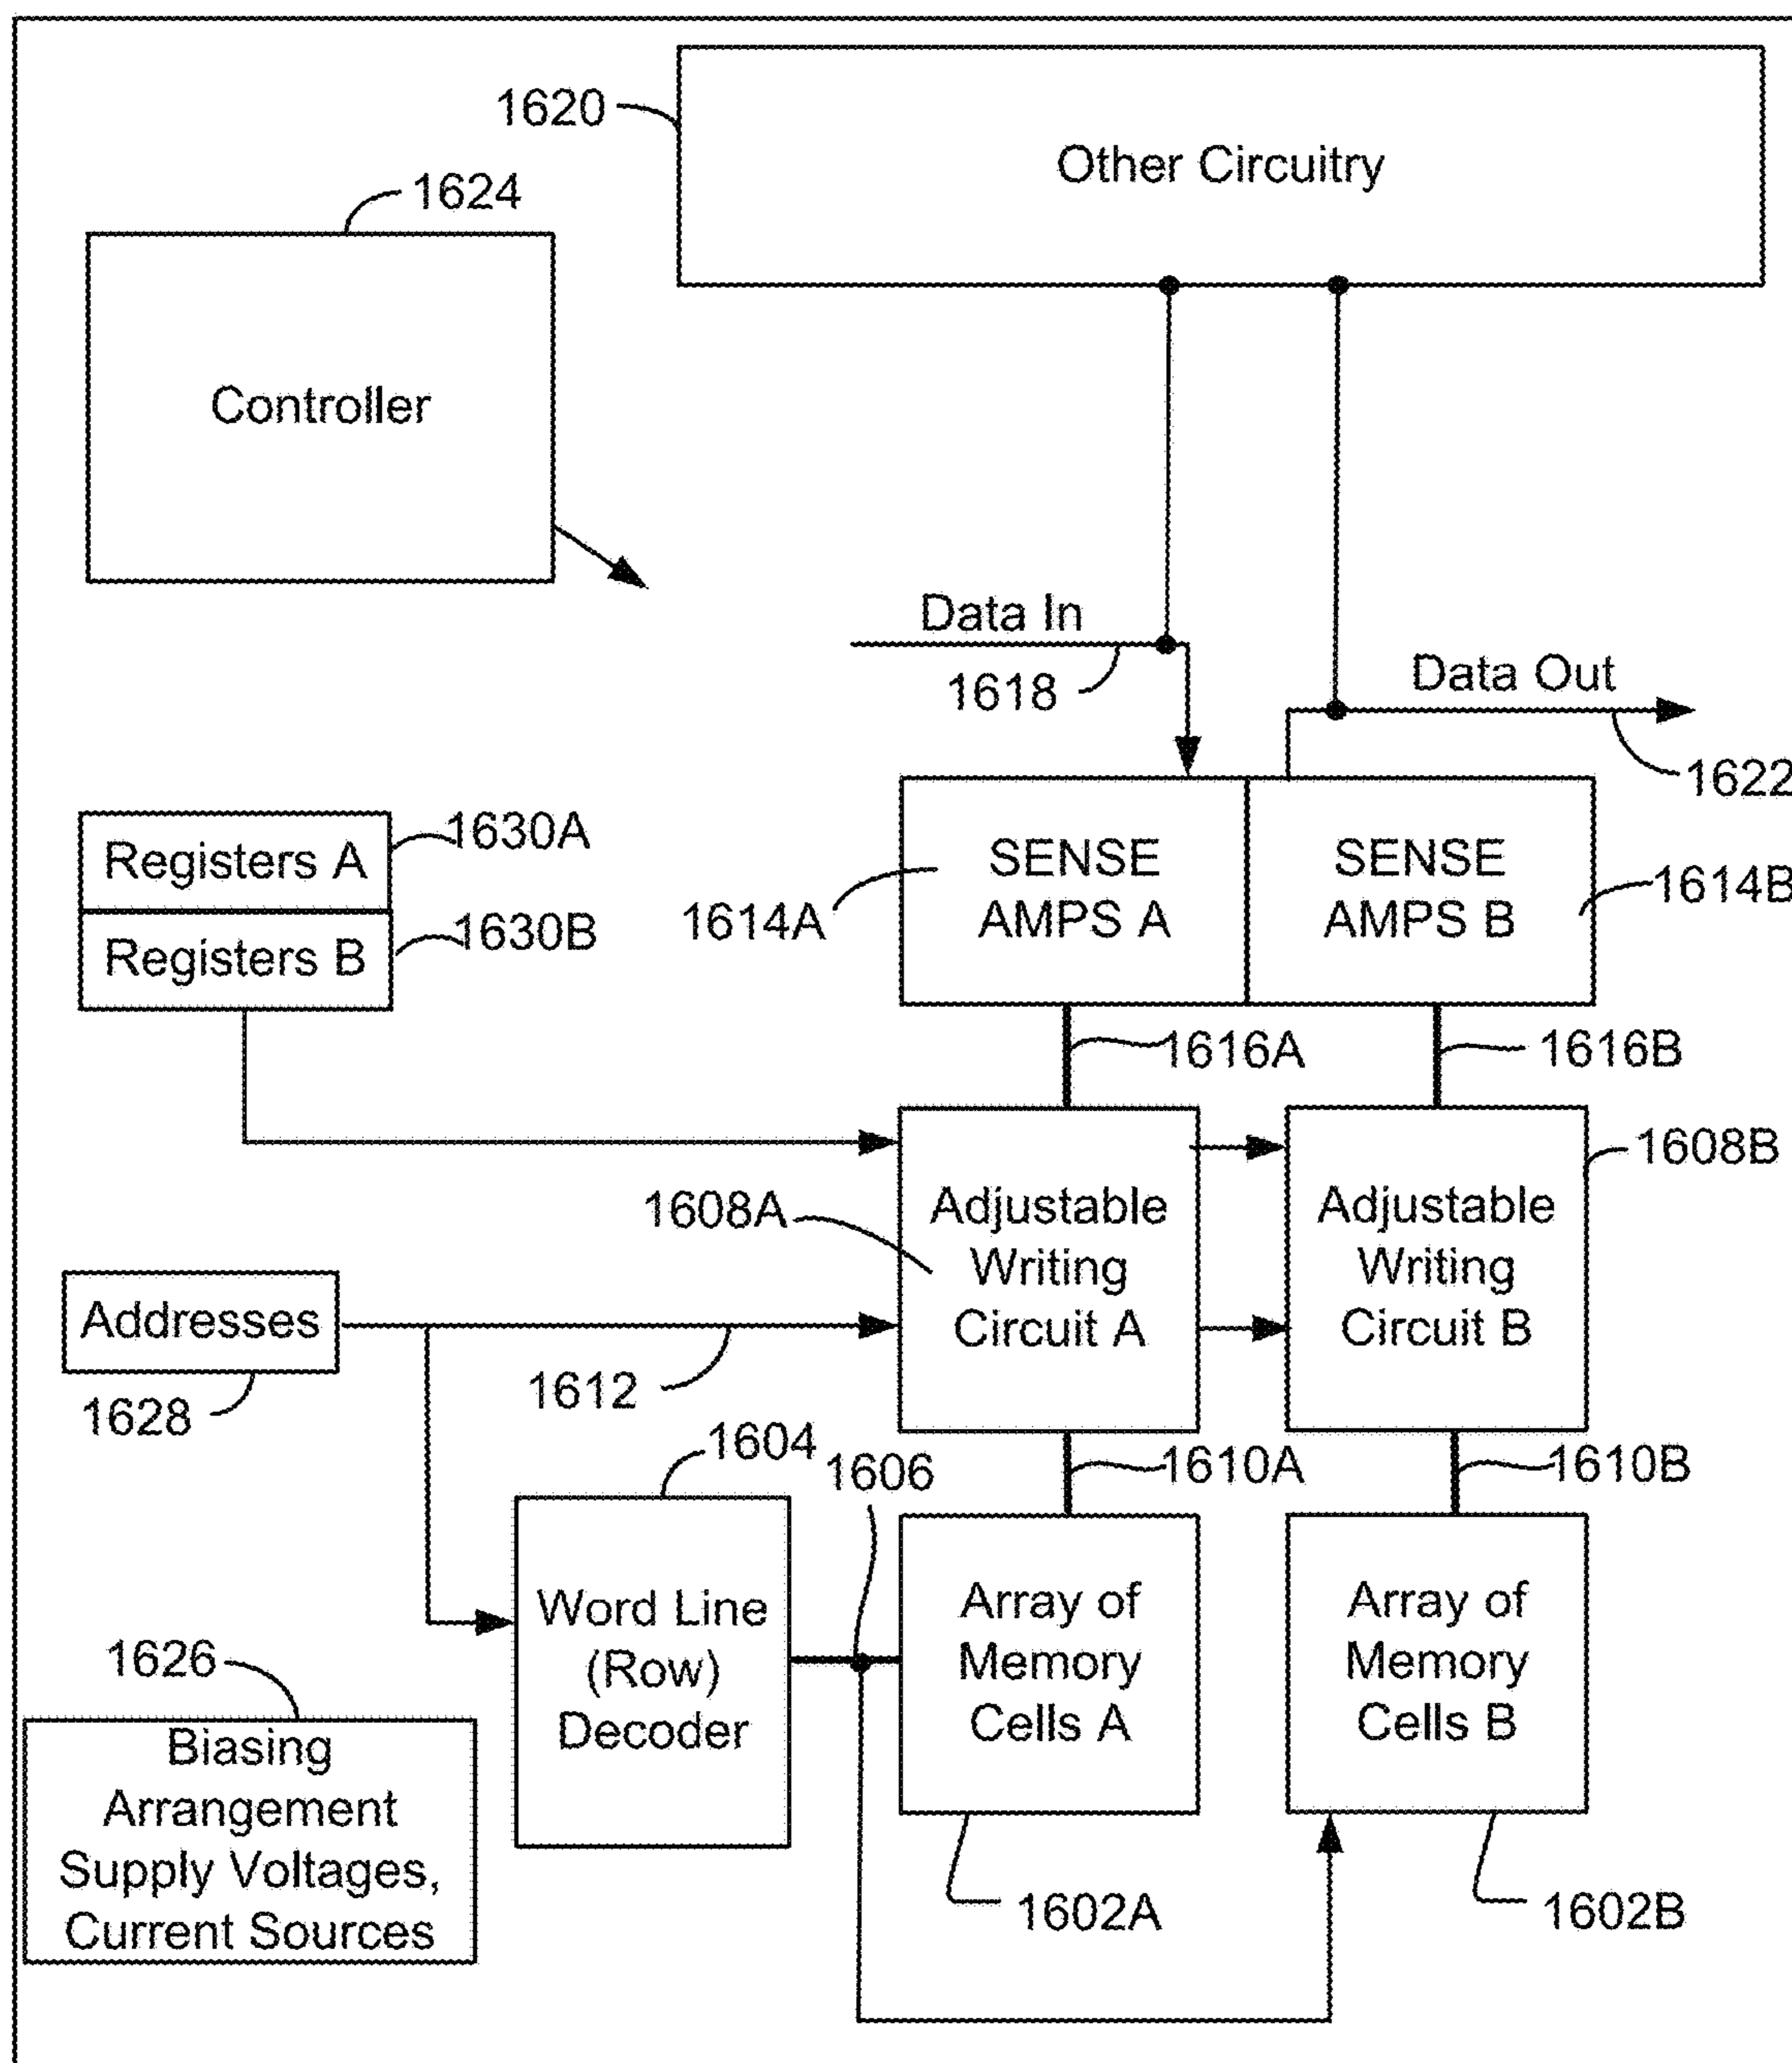 1620
Other Circuitry
1624
Controller
Data In
1618
Data Out
1622
1630A
Registers A
1630B
Registers B
SENSE
AMPS A
1614A
SENSE
AMPS B
1614B
1616A
1616B
1608A
Adjustable
Writing
Circuit A
1608B
Adjustable
Writing
Circuit B
Addresses
1628
1612
1604
1606
1610A
1610B
Word Line
(Row)
Decoder
Array of
Memory
Cells A
Array of
Memory
Cells B
1626
Biasing
Arrangement
Supply Voltages,
Current Sources
1602A
1602B